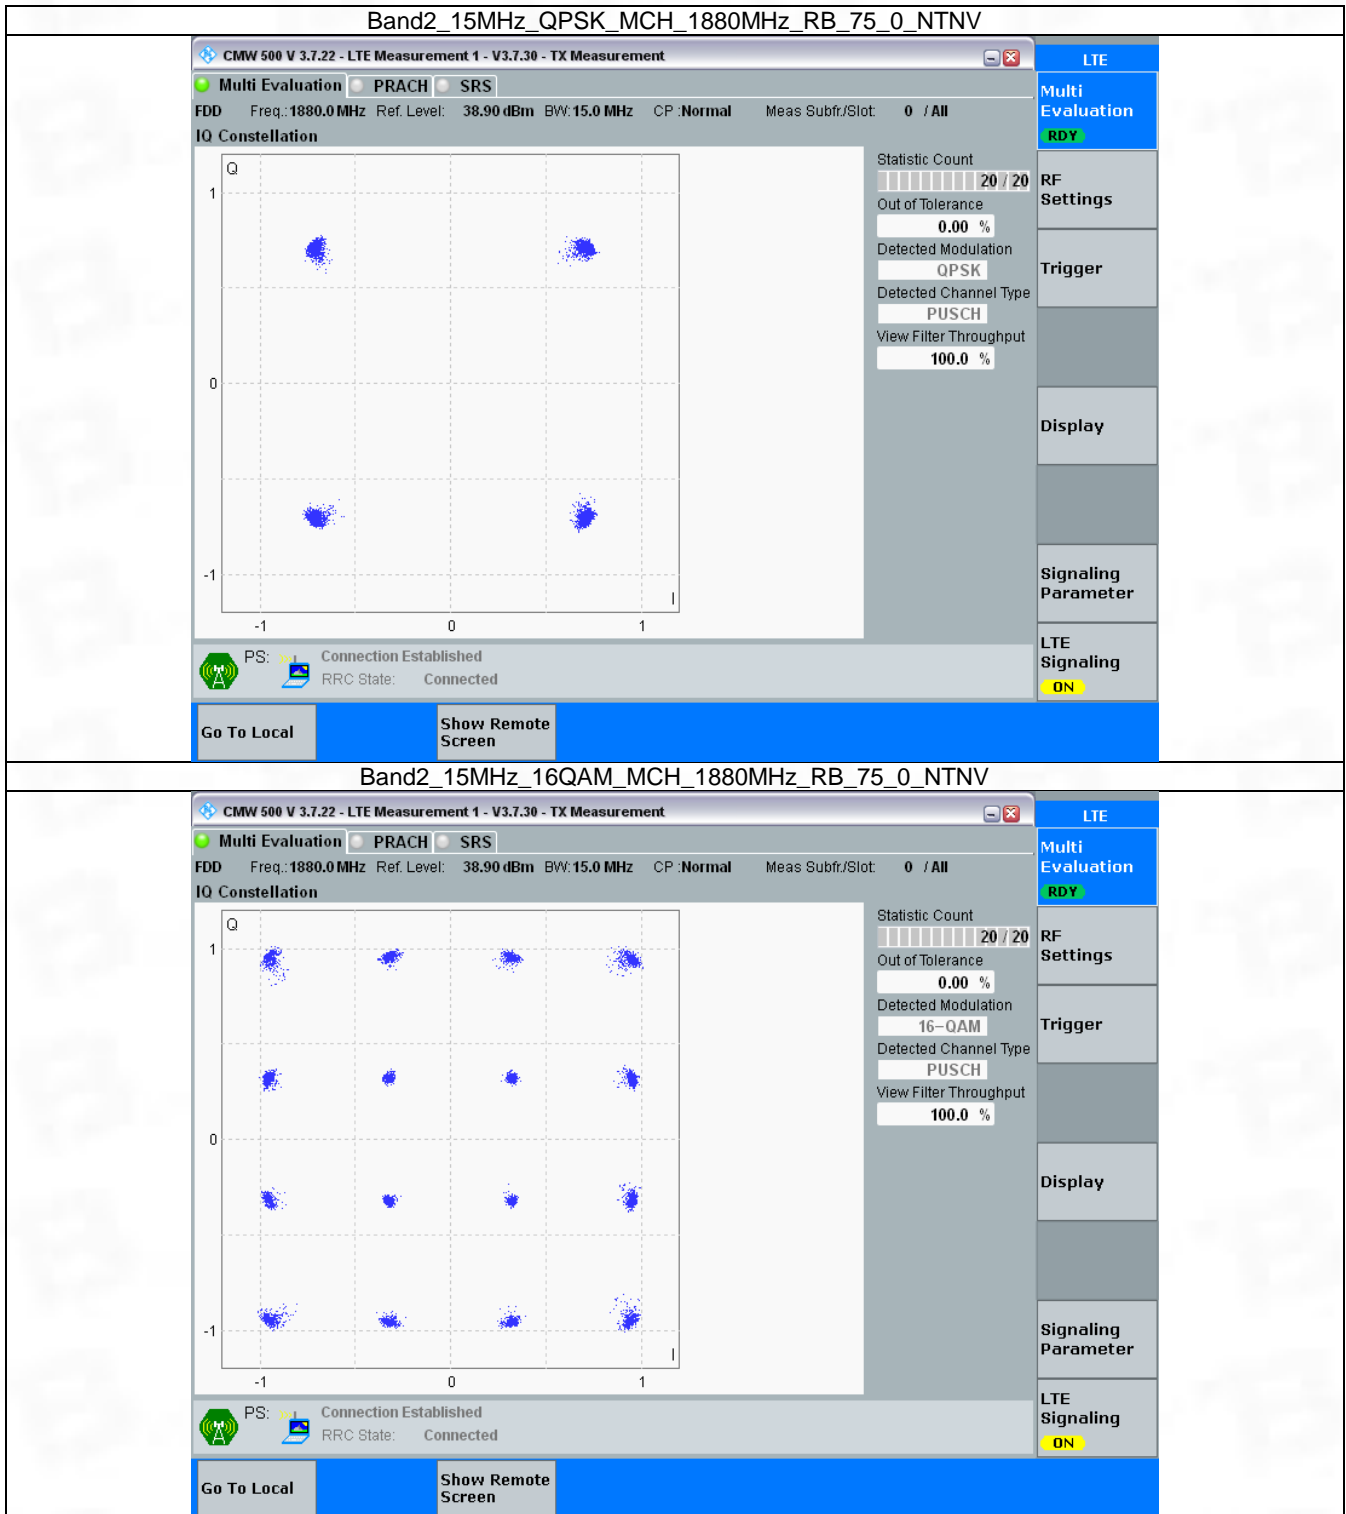 Band2_15MHz_QPSK_MCH_1880MHz_RB_75_0_NTNV
CMW 500 V 3.7.22 - LTE Measurement 1 - V3.7.30 - TX Measurement
LTE
Multi Evaluation PRACH SRS
Multi
Evaluation
RDY
FDD Freq.: 1880.0 MHz Ref. Level: 38.90 dBm BW: 15.0 MHz CP : Normal Meas Subfr./Slot: 0 / All
IQ Constellation
Q
1
0
-1
I
-1 0 1
Statistic Count
20 / 20
Out of Tolerance
0.00 %
Detected Modulation
QPSK
Detected Channel Type
PUSCH
View Filter Throughput
100.0 %
RF
Settings
Trigger
Display
Signaling
Parameter
LTE
Signaling
ON
PS: Connection Established
RRC State: Connected
Go To Local
Show Remote
Screen
Band2_15MHz_16QAM_MCH_1880MHz_RB_75_0_NTNV
CMW 500 V 3.7.22 - LTE Measurement 1 - V3.7.30 - TX Measurement
LTE
Multi Evaluation PRACH SRS
Multi
Evaluation
RDY
FDD Freq.: 1880.0 MHz Ref. Level: 38.90 dBm BW: 15.0 MHz CP : Normal Meas Subfr./Slot: 0 / All
IQ Constellation
Q
1
0
-1
I
-1 0 1
Statistic Count
20 / 20
Out of Tolerance
0.00 %
Detected Modulation
16-QAM
Detected Channel Type
PUSCH
View Filter Throughput
100.0 %
RF
Settings
Trigger
Display
Signaling
Parameter
LTE
Signaling
ON
PS: Connection Established
RRC State: Connected
Go To Local
Show Remote
Screen